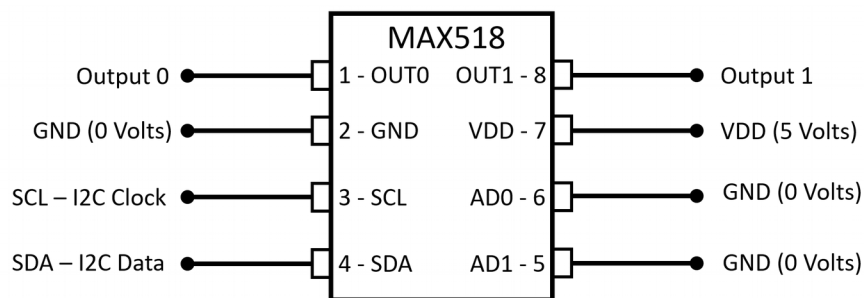 MAX518
Output 0 1 - OUT0 OUT1 - 8 Output 1
GND (0 Volts) 2 - GND VDD - 7 VDD (5 Volts)
SCL – I2C Clock 3 - SCL AD0 - 6 GND (0 Volts)
SDA – I2C Data 4 - SDA AD1 - 5 GND (0 Volts)